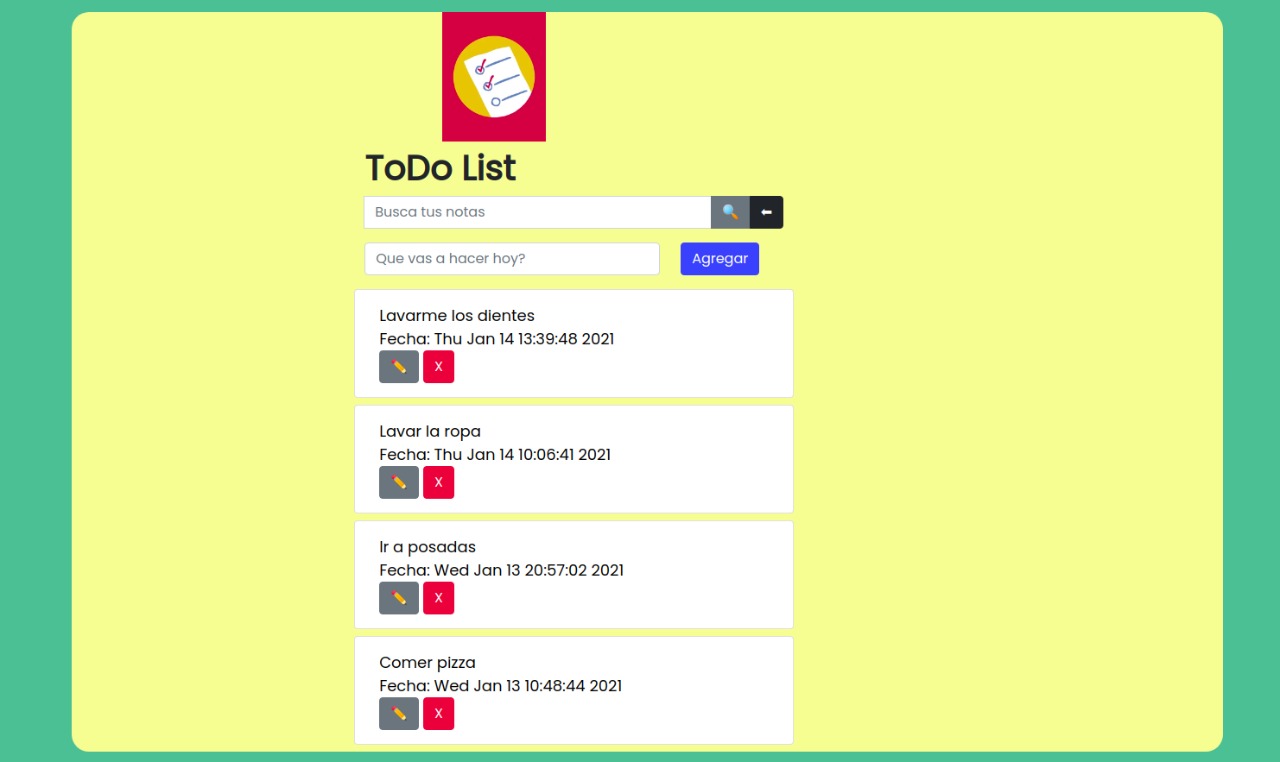 ToDo List
Busca tus notas
Que vas a hacer hoy?
Agregar
Lavarme los dientes
Fecha: Thu Jan 14 13:39:48 2021
X
Lavar la ropa
Fecha: Thu Jan 14 10:06:41 2021
X
Ir a posadas
Fecha: Wed Jan 13 20:57:02 2021
X
Comer pizza
Fecha: Wed Jan 13 10:48:44 2021
X